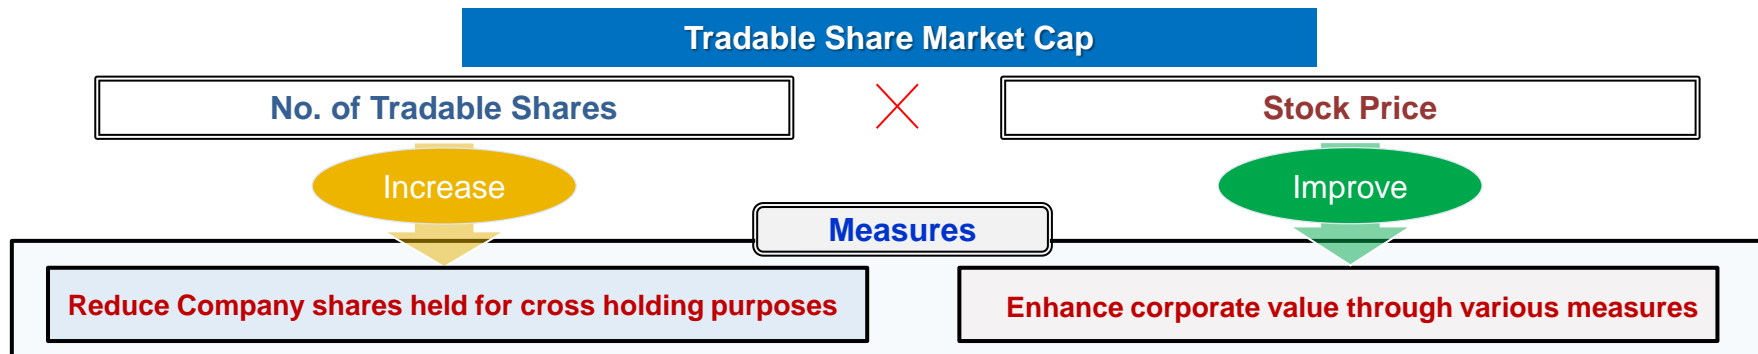 Tradable Share Market Cap
No. of Tradable Shares
Stock Price
Increase
Improve
Measures
Reduce Company shares held for cross holding purposes
Enhance corporate value through various measures